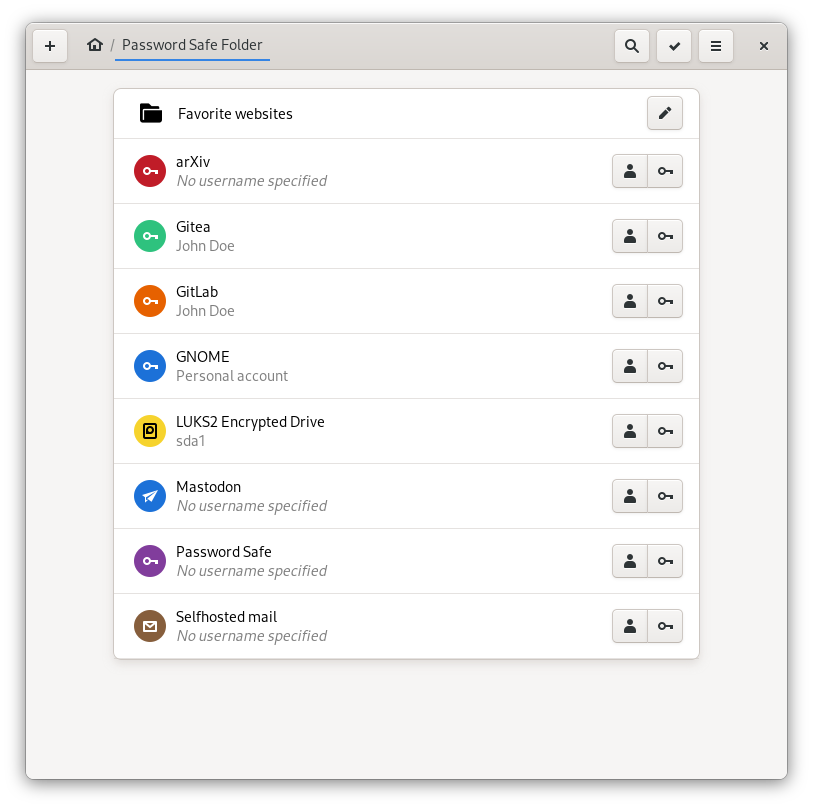 / Password Safe Folder
Favorite websites
arXiv
No username specified
Gitea
John Doe
GitLab
John Doe
GNOME
Personal account
LUKS2 Encrypted Drive
sda1
Mastodon
No username specified
Password Safe
No username specified
Selfhosted mail
No username specified